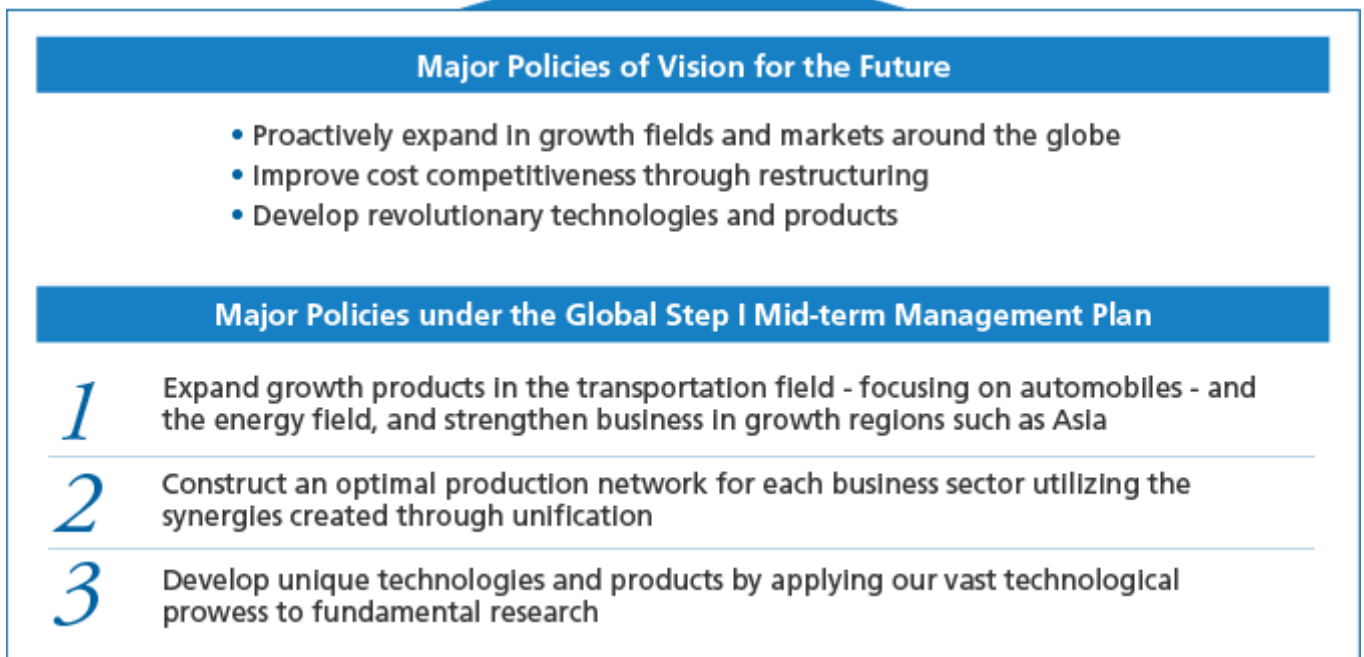 Major Policies of Vision for the Future
• Proactively expand in growth fields and markets around the globe
• Improve cost competitiveness through restructuring
• Develop revolutionary technologies and products
Major Policies under the Global Step I Mid-term Management Plan
1 Expand growth products in the transportation field - focusing on automobiles - and
the energy field, and strengthen business in growth regions such as Asia
2 Construct an optimal production network for each business sector utilizing the
synergies created through unification
3 Develop unique technologies and products by applying our vast technological
prowess to fundamental research